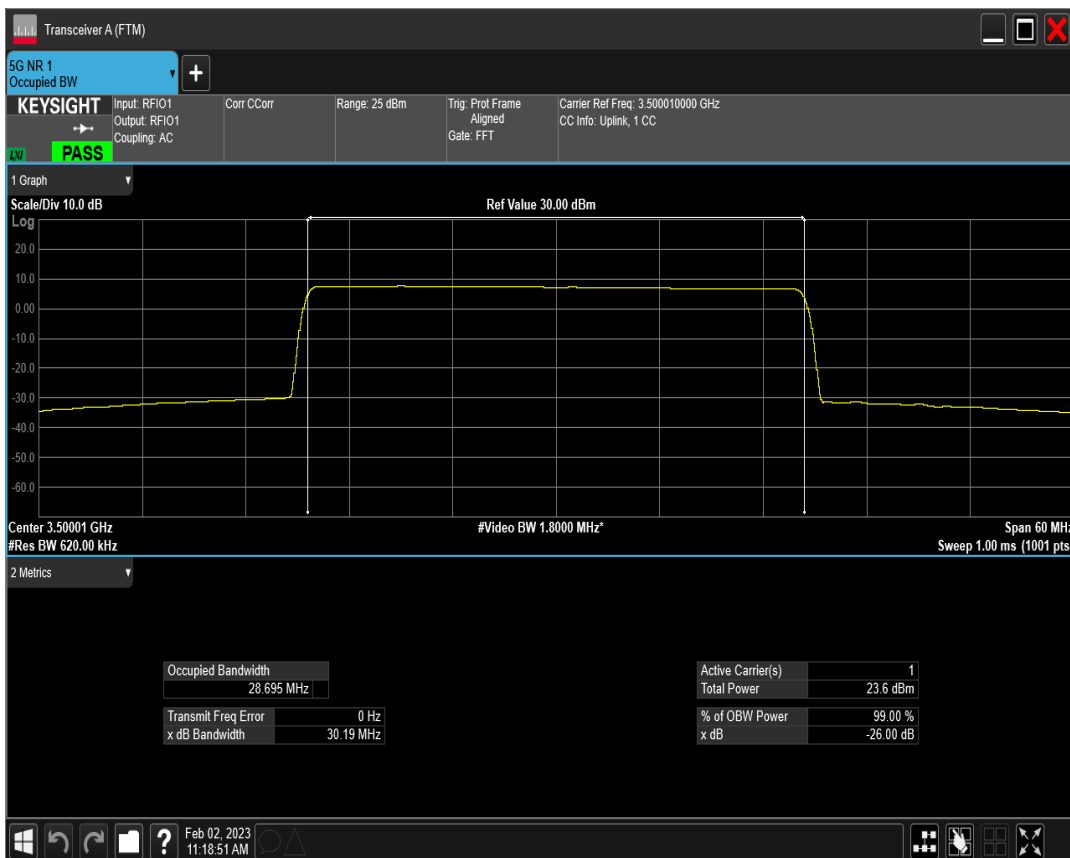 Transceiver A (FTM)
5G NR 1
Occupied BW
KEYSIGHT
LXI
PASS
Input: RFIO1
Output: RFIO1
Coupling: AC
Corr CCorr
Range: 25 dBm
Trig: Prot Frame
Aligned
Gate: FFT
Carrier Ref Freq: 3.500010000 GHz
CC Info: Uplink, 1 CC
1 Graph
Scale/Div 10.0 dB
Ref Value 30.00 dBm
Log
20.0
10.0
0.00
-10.0
-20.0
-30.0
-40.0
-50.0
-60.0
Center 3.50001 GHz
#Video BW 1.8000 MHz*
Span 60 MHz
#Res BW 620.00 kHz
Sweep 1.00 ms (1001 pts
2 Metrics
Occupied Bandwidth
28.695 MHz
Transmit Freq Error 0 Hz
x dB Bandwidth 30.19 MHz
Active Carrier(s) 1
Total Power 23.6 dBm
% of OBW Power 99.00 %
x dB -26.00 dB
?
Feb 02, 2023
11:18:51 AM